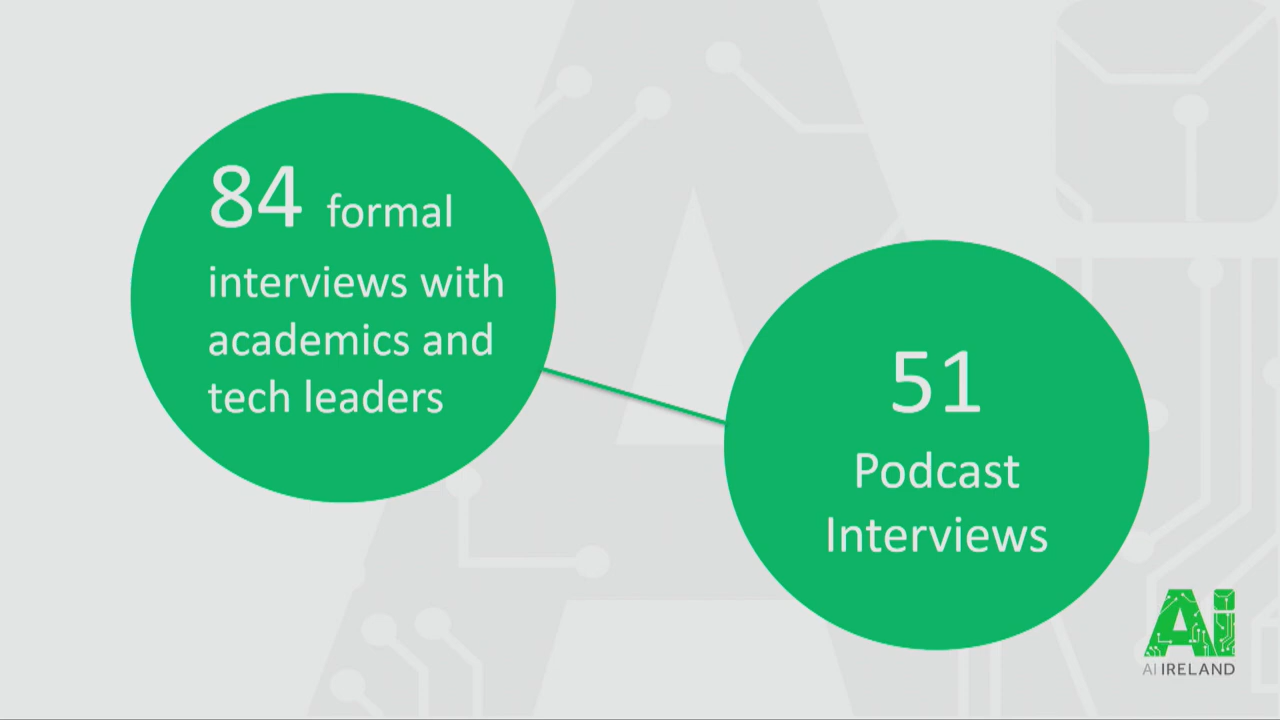 84 formal
interviews with
academics and
tech leaders
51
Podcast
Interviews
Ai
AI IRELAND